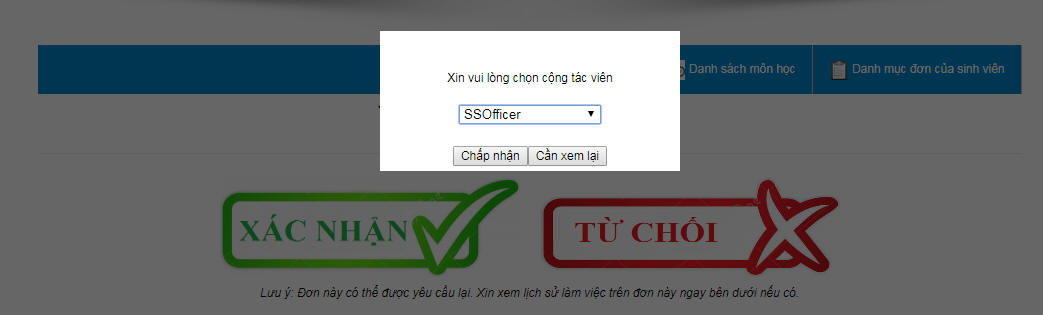 Danh sách môn học
Danh mục đơn của sinh viên
Xin vui lòng chọn cộng tác viên
SSOfficer
Chấp nhận
Cần xem lại
XÁC NHẬN
TỪ CHỐI
Lưu ý: Đơn này có thể được yêu cầu lại. Xin xem lịch sử làm việc trên đơn này ngay bên dưới nếu có.